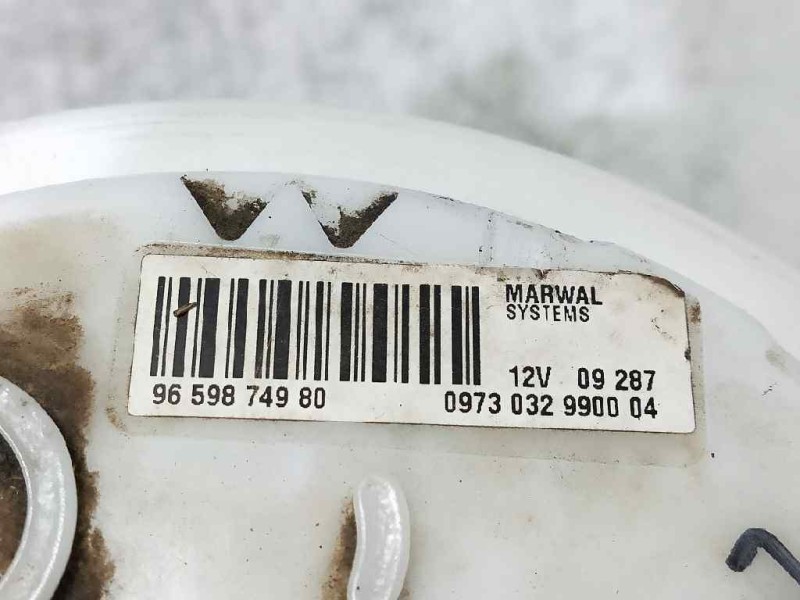 MARWAL
SYSTEMS
12V 09 287
96 598 749 80
0973 032 9900 04